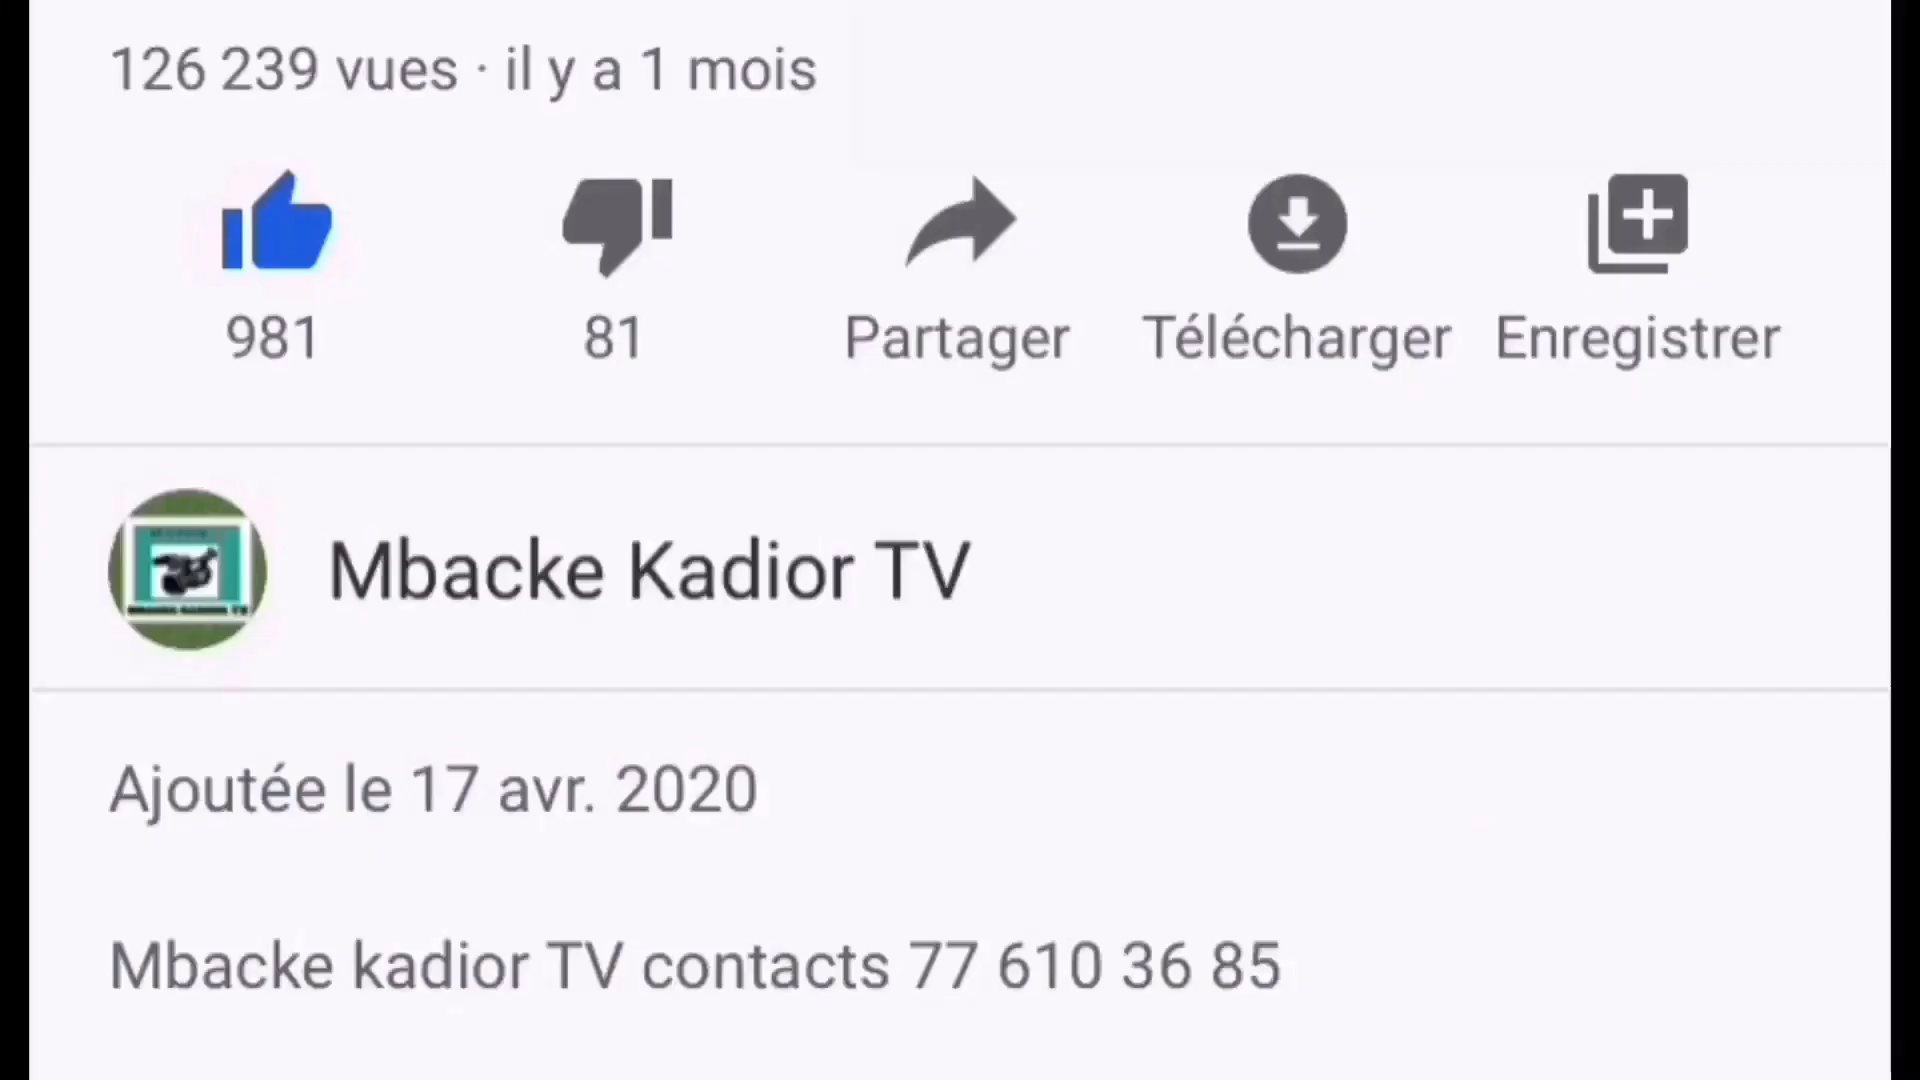 126 239 vues · il y a 1 mois
981 81 Partager Télécharger Enregistrer
Mbacke Kadior TV
Ajoutée le 17 avr. 2020
Mbacke kadior TV contacts 77 610 36 85